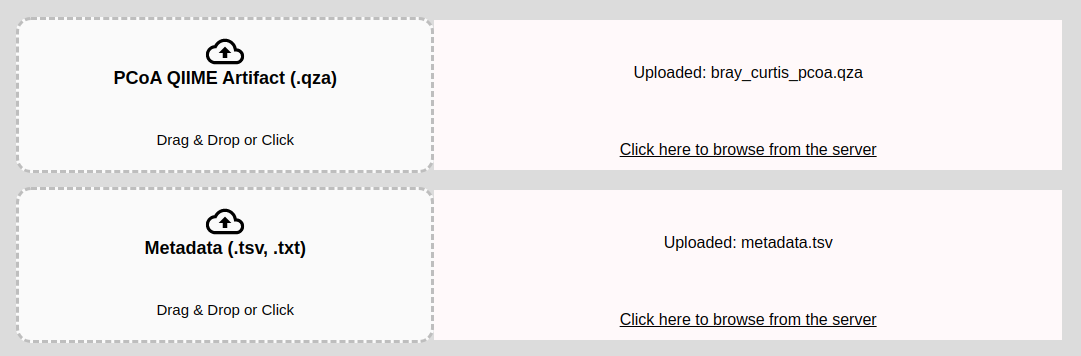 PCoA QIIME Artifact (.qza)
Drag & Drop or Click
Uploaded: bray_curtis_pcoa.qza
Click here to browse from the server
Metadata (.tsv, .txt)
Drag & Drop or Click
Uploaded: metadata.tsv
Click here to browse from the server